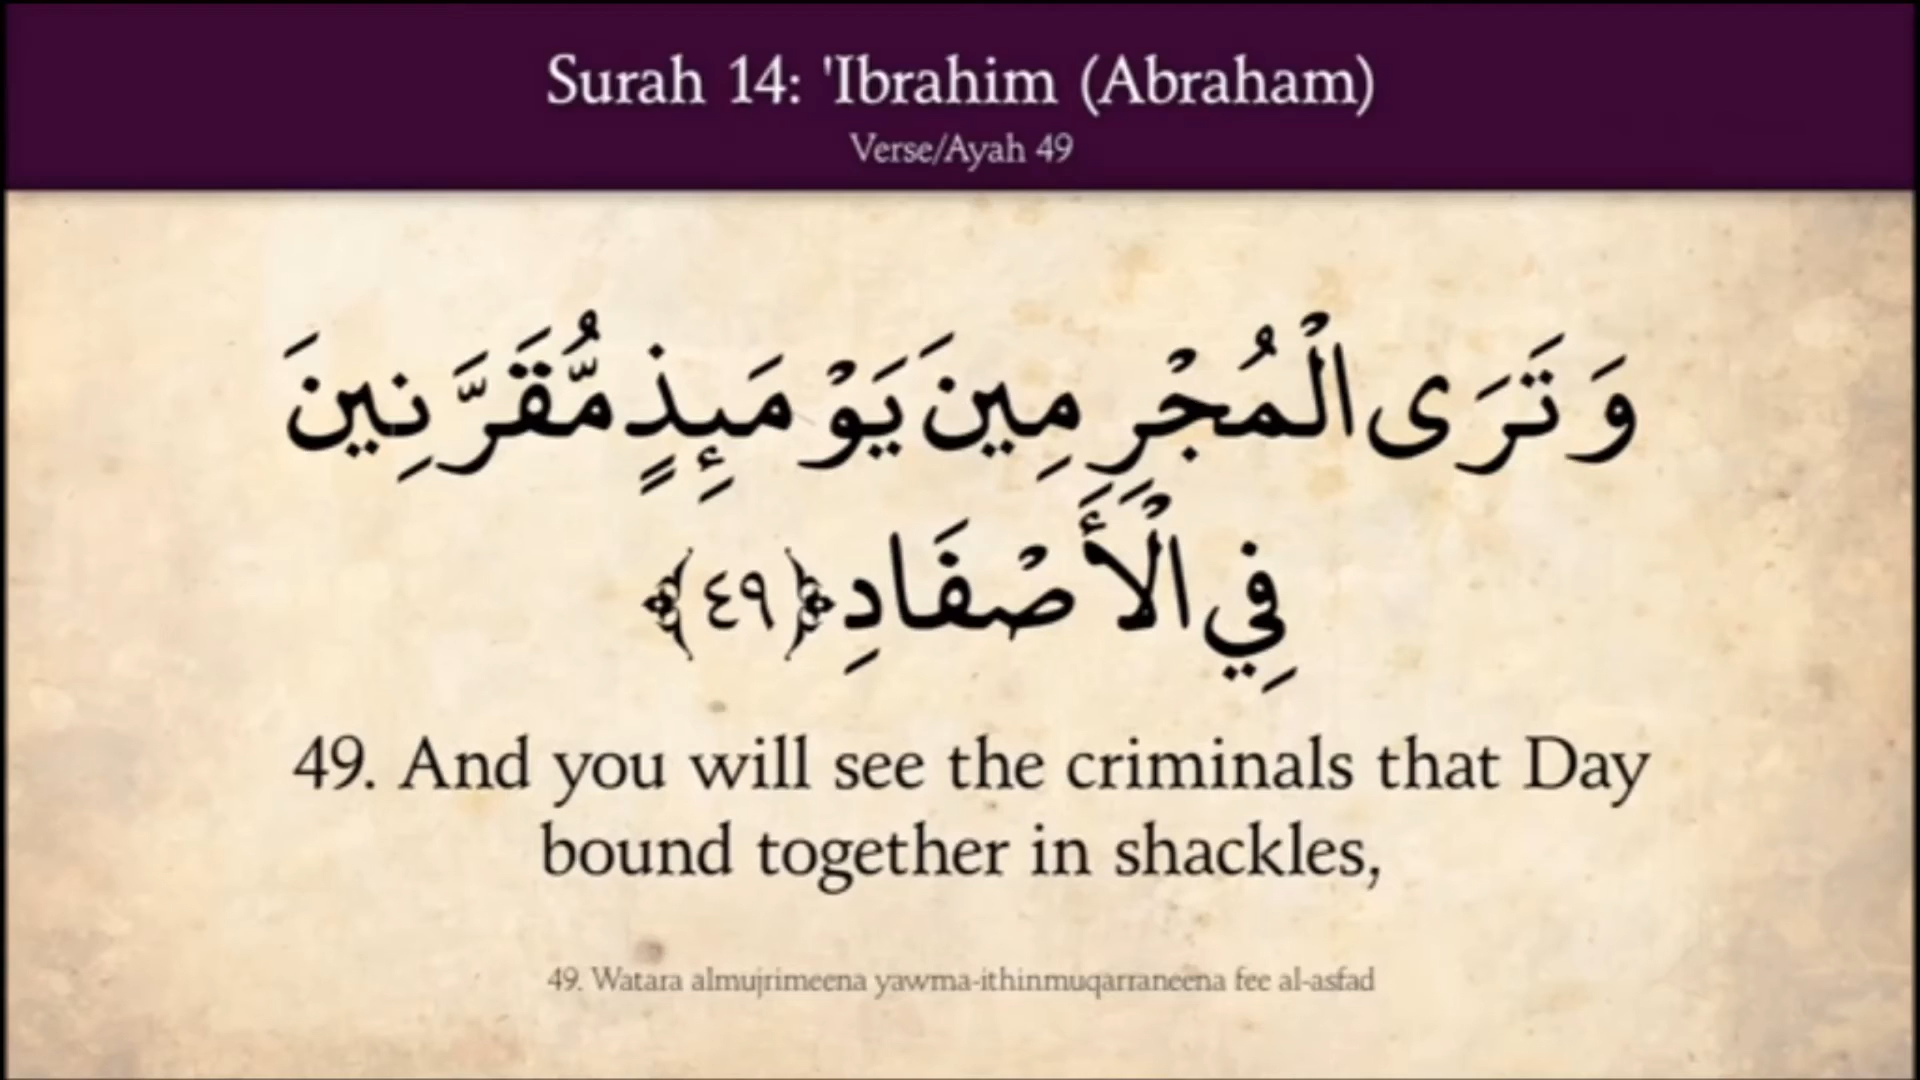 Surah 14: 'Ibrahim (Abraham)
Verse/Ayah 49
وَتَرَى الْمُجْرِمِينَ يَوْمَئِذٍ مُّقَرَّنِينَ
فِي الْأَصْفَادِ ﴿٤٩﴾
49. And you will see the criminals that Day
bound together in shackles,
49. Watara almujrimeena yawma-ithinmuqarraneena fee al-asfad